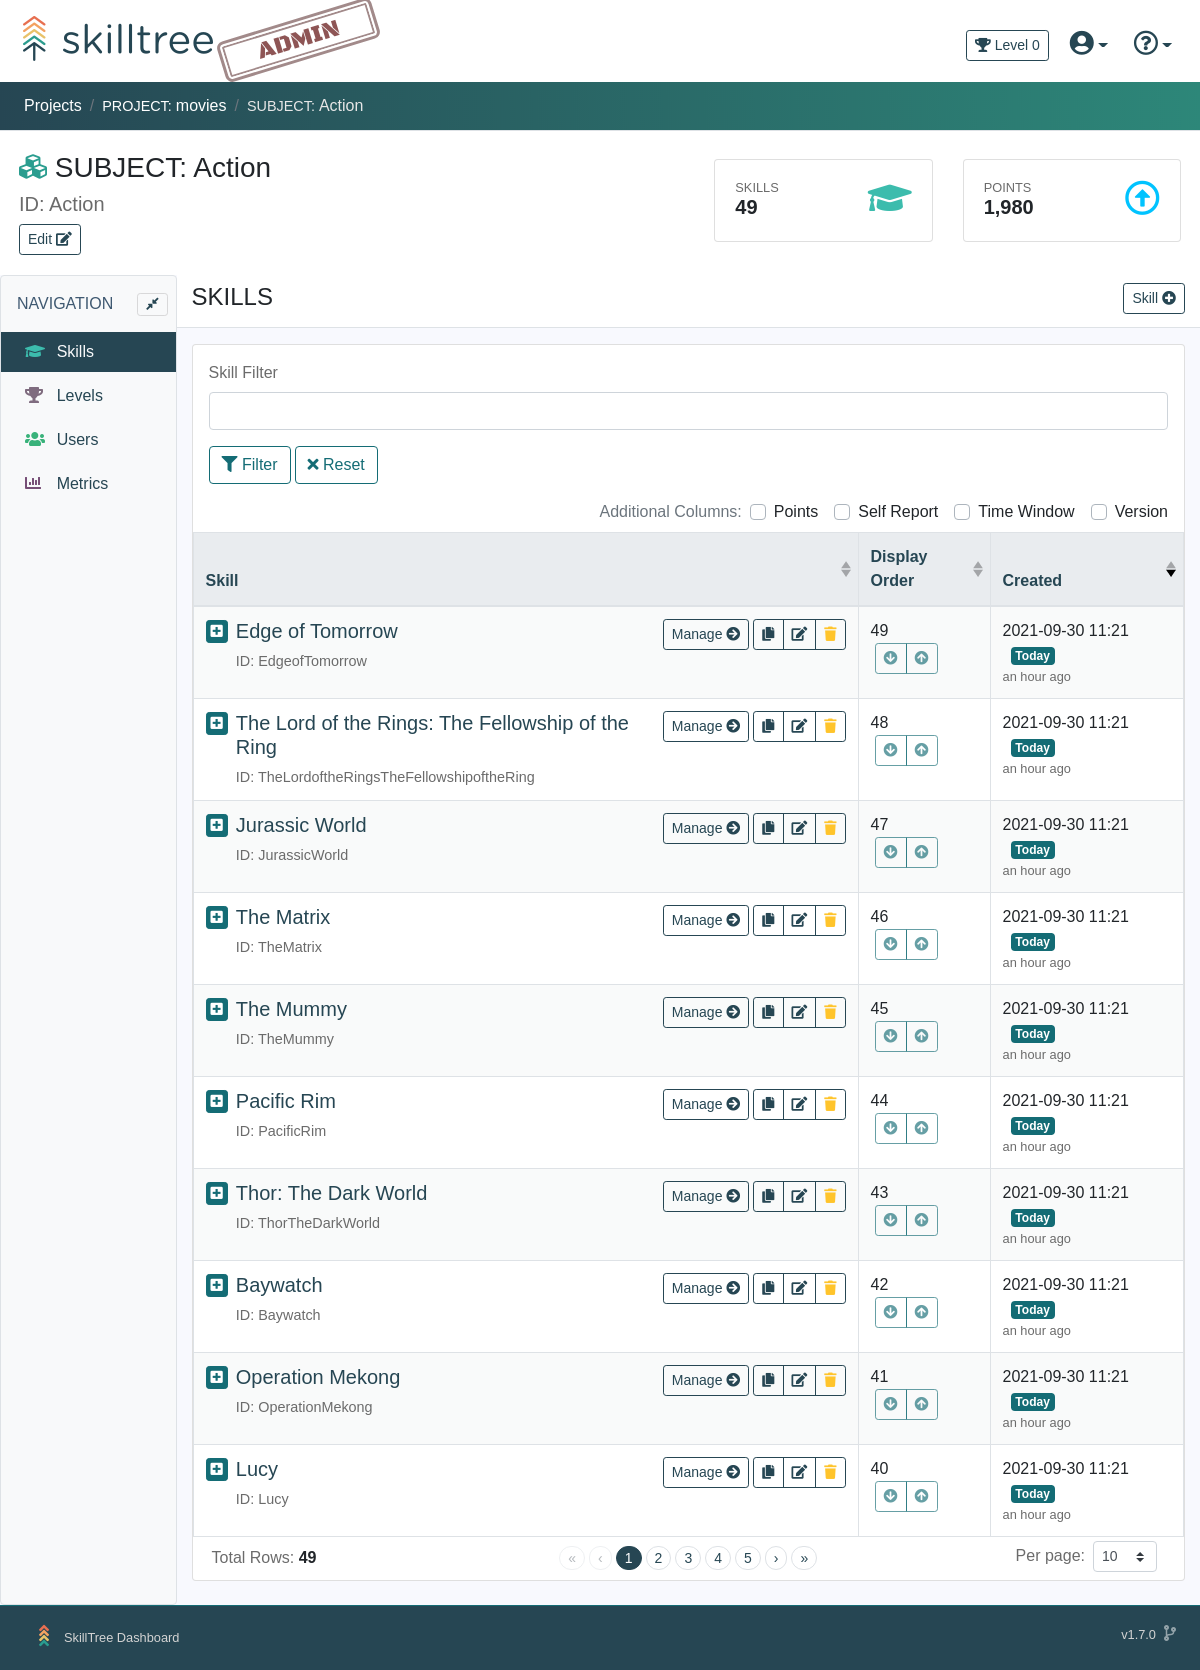 skilltree
ADMIN
Level 0
Projects / PROJECT: movies / SUBJECT: Action
SUBJECT: Action
ID: Action
Edit
SKILLS
49
POINTS
1,980
NAVIGATION
Skills
Levels
Users
Metrics
SKILLS
Skill
Skill Filter
Filter
Reset
Additional Columns: Points Self Report Time Window Version
Skill Display Order Created
Edge of Tomorrow Manage 49 2021-09-30 11:21
Today
ID: EdgeofTomorrow an hour ago
The Lord of the Rings: The Fellowship of the Manage 48 2021-09-30 11:21
Ring Today
ID: TheLordoftheRingsTheFellowshipoftheRing an hour ago
Jurassic World Manage 47 2021-09-30 11:21
Today
ID: JurassicWorld an hour ago
The Matrix Manage 46 2021-09-30 11:21
Today
ID: TheMatrix an hour ago
The Mummy Manage 45 2021-09-30 11:21
Today
ID: TheMummy an hour ago
Pacific Rim Manage 44 2021-09-30 11:21
Today
ID: PacificRim an hour ago
Thor: The Dark World Manage 43 2021-09-30 11:21
Today
ID: ThorTheDarkWorld an hour ago
Baywatch Manage 42 2021-09-30 11:21
Today
ID: Baywatch an hour ago
Operation Mekong Manage 41 2021-09-30 11:21
Today
ID: OperationMekong an hour ago
Lucy Manage 40 2021-09-30 11:21
Today
ID: Lucy an hour ago
Total Rows: 49 « ‹ 1 2 3 4 5 › » Per page: 10
SkillTree Dashboard v1.7.0